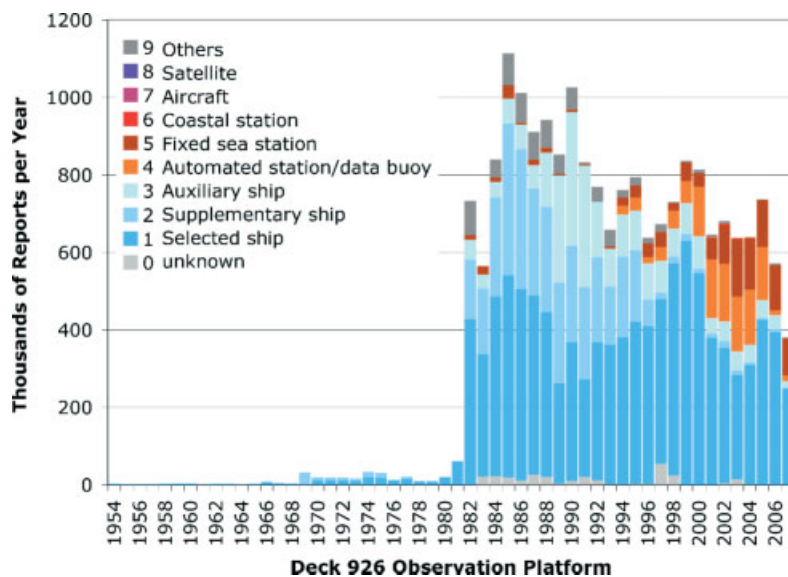 1200
1000
800
600
400
200
0
Thousands of Reports per Year
9 Others
8 Satellite
7 Aircraft
6 Coastal station
5 Fixed sea station
4 Automated station/data buoy
3 Auxiliary ship
2 Supplementary ship
1 Selected ship
0 unknown
1954
1956
1958
1960
1962
1964
1966
1968
1970
1972
1974
1976
1978
1980
1982
1984
1986
1988
1990
1992
1994
1996
1998
2000
2002
2004
2006
Deck 926 Observation Platform